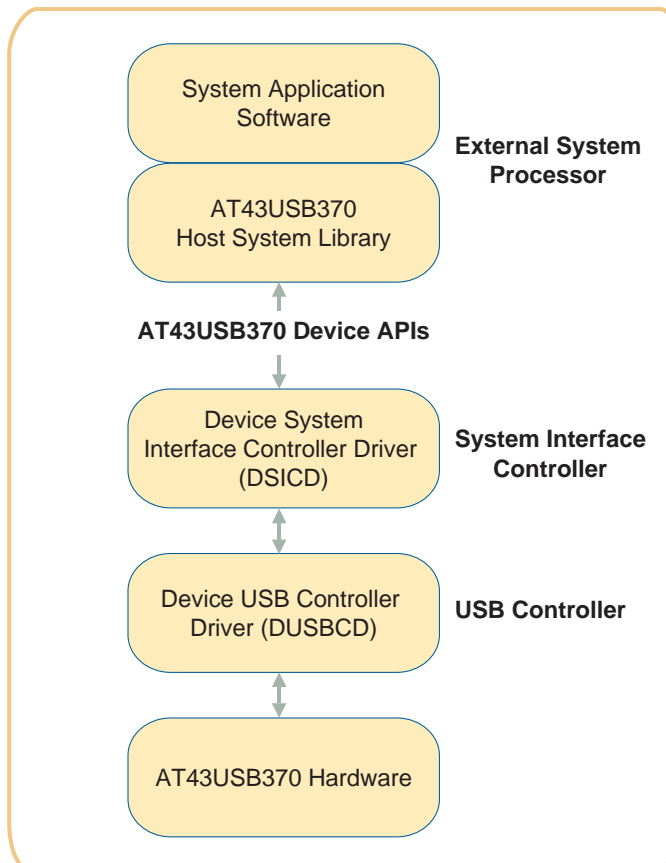 System Application
Software
External System
Processor
AT43USB370
Host System Library
AT43USB370 Device APIs
Device System
Interface Controller Driver
(DSICD)
System Interface
Controller
Device USB Controller
Driver (DUSBCD)
USB Controller
AT43USB370 Hardware